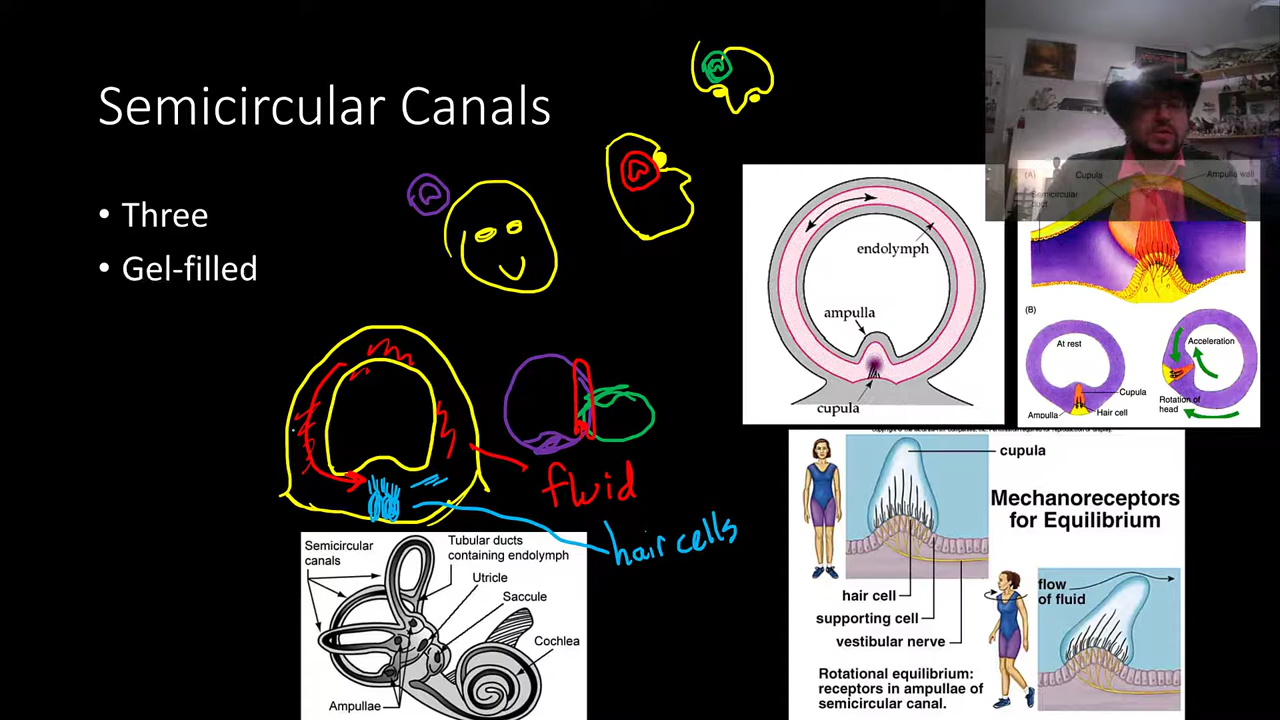 Semicircular Canals
• Three
• Gel-filled
fluid
hair cells
endolymph
ampulla
cupula
(A)
Cupula
Ampulla wall
Semicircular
duct
(B)
At rest
Acceleration
Cupula
Ampulla
Hair cell
Rotation of
head
Semicircular
canals
Tubular ducts
containing endolymph
Utricle
Saccule
Cochlea
Ampullae
cupula
Mechanoreceptors
for Equilibrium
hair cell
supporting cell
vestibular nerve
flow
of fluid
Rotational equilibrium:
receptors in ampullae of
semicircular canal.